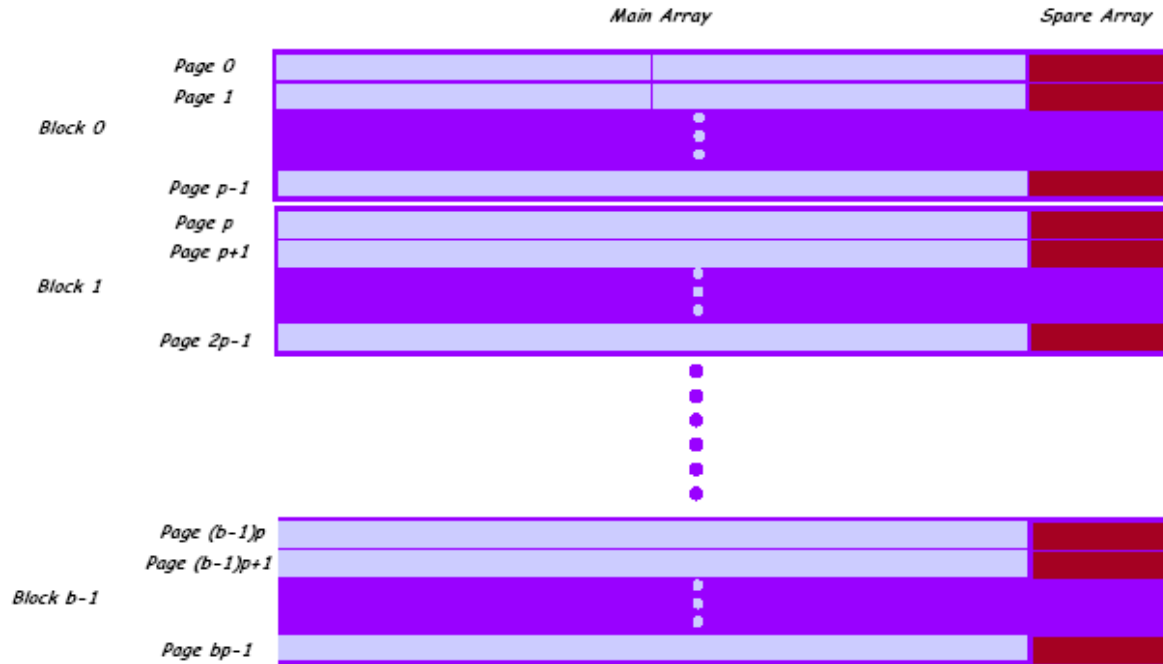 Main Array Spare Array
Page 0
Page 1
Block 0
Page p-1
Page p
Page p+1
Block 1
Page 2p-1
Page (b-1)p
Page (b-1)p+1
Block b-1
Page bp-1